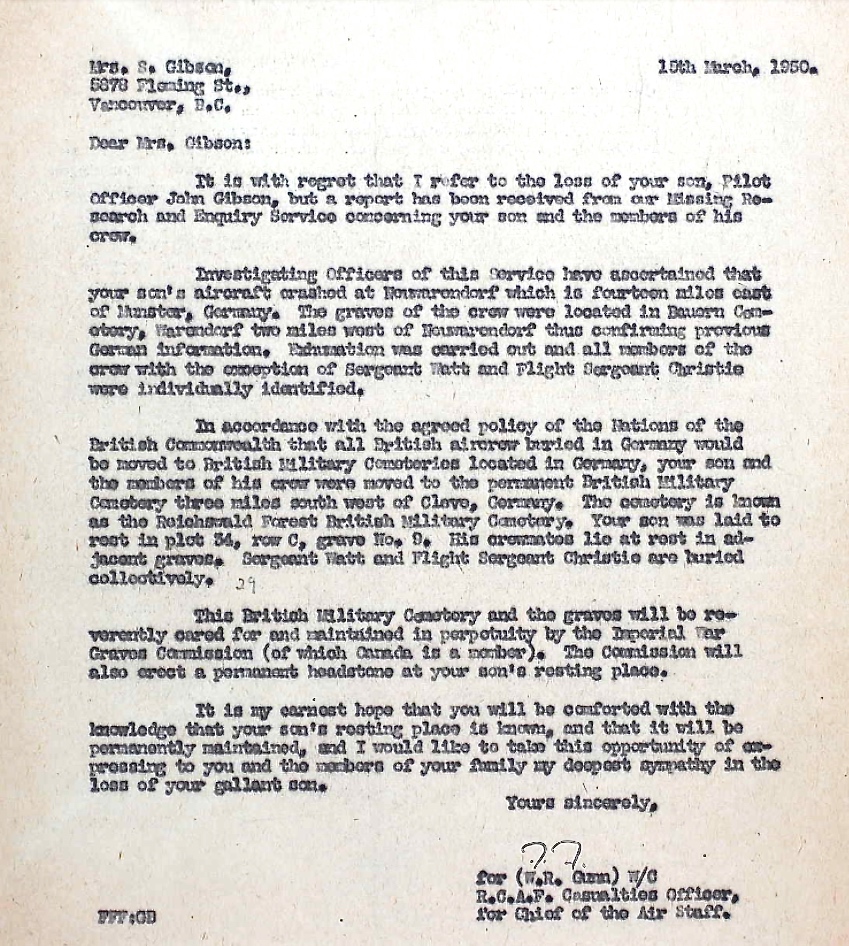 Mrs. S. Gibson,
15th March, 1950.
5878 Fleming St.,
Vancouver, B.C.
Dear Mrs. Gibson:
It is with regret that I refer to the loss of your son, Pilot
Officer John Gibson, but a report has been received from our Missing Re-
search and Enquiry Service concerning your son and the members of his
crew.
Investigating Officers of this Service have ascertained that
your son's aircraft crashed at Neuwarendorf which is fourteen miles east
of Munster, Germany. The graves of the crew were located in Bauern Cem-
etery, Warendorf two miles west of Neuwarendorf thus confirming previous
German information. Exhumation was carried out and all members of the
crew with the exception of Sergeant Watt and Flight Sergeant Christie
were individually identified.
In accordance with the agreed policy of the Nations of the
British Commonwealth that all British aircrew buried in Germany would
be moved to British Military Cemeteries located in Germany, your son and
the members of his crew were moved to the permanent British Military
Cemetery three miles south west of Cleve, Germany. The cemetery is known
as the Reichswald Forest British Military Cemetery. Your son was laid to
rest in plot 34, row C, grave No. 9. His crewmates lie at rest in ad-
jacent graves. Sergeant Watt and Flight Sergeant Christie are buried
collectively. 29
This British Military Cemetery and the graves will be re-
verently cared for and maintained in perpetuity by the Imperial War
Graves Commission (of which Canada is a member). The Commission will
also erect a permanent headstone at your son's resting place.
It is my earnest hope that you will be comforted with the
knowledge that your son's resting place is known, and that it will be
permanently maintained, and I would like to take this opportunity of ex-
pressing to you and the members of your family my deepest sympathy in the
loss of your gallant son.
Yours sincerely,
for (W.R. Gunn) W/C
R.C.A.F. Casualties Officer,
FFF:GB
for Chief of the Air Staff.